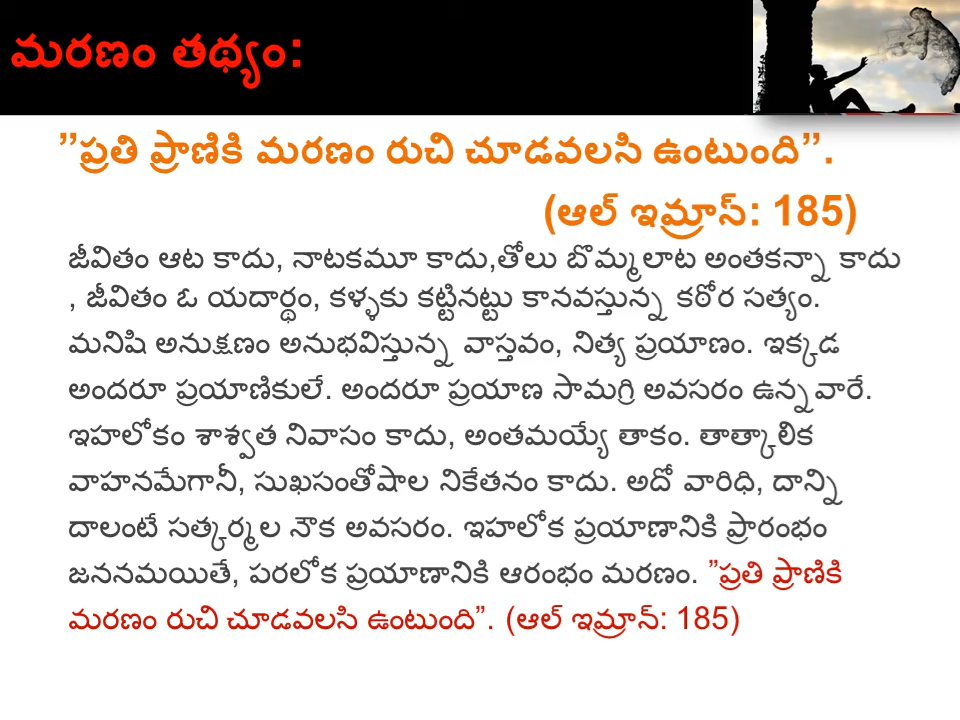 మరణం తథ్యం:
”ప్రతి ప్రాణికి మరణం రుచి చూడవలసి ఉంటుంది”.
(ఆల్ ఇమ్రాస్: 185)
జీవితం ఆట కాదు, నాటకమూ కాదు,తోలు బొమ్మలాట అంతకన్నా కాదు
, జీవితం ఓ యదార్థం, కళ్ళకు కట్టినట్టు కానవస్తున్న కఠోర సత్యం.
మనిషి అనుక్షణం అనుభవిస్తున్న వాస్తవం, నిత్య ప్రయాణం. ఇక్కడ
అందరూ ప్రయాణికులే. అందరూ ప్రయాణ సామగ్రి అవసరం ఉన్నవారే.
ఇహలోకం శాశ్వత నివాసం కాదు, అంతమయ్యే తాకం. తాత్కాలిక
వాహనమేగానీ, సుఖసంతోషాల నికేతనం కాదు. అదో వారిధి, దాన్ని
దాలంటే సత్కర్మల నౌక అవసరం. ఇహలోక ప్రయాణానికి ప్రారంభం
జననమయితే, పరలోక ప్రయాణానికి ఆరంభం మరణం. ”ప్రతి ప్రాణికి
మరణం రుచి చూడవలసి ఉంటుంది”. (ఆల్ ఇమ్రాన్: 185)